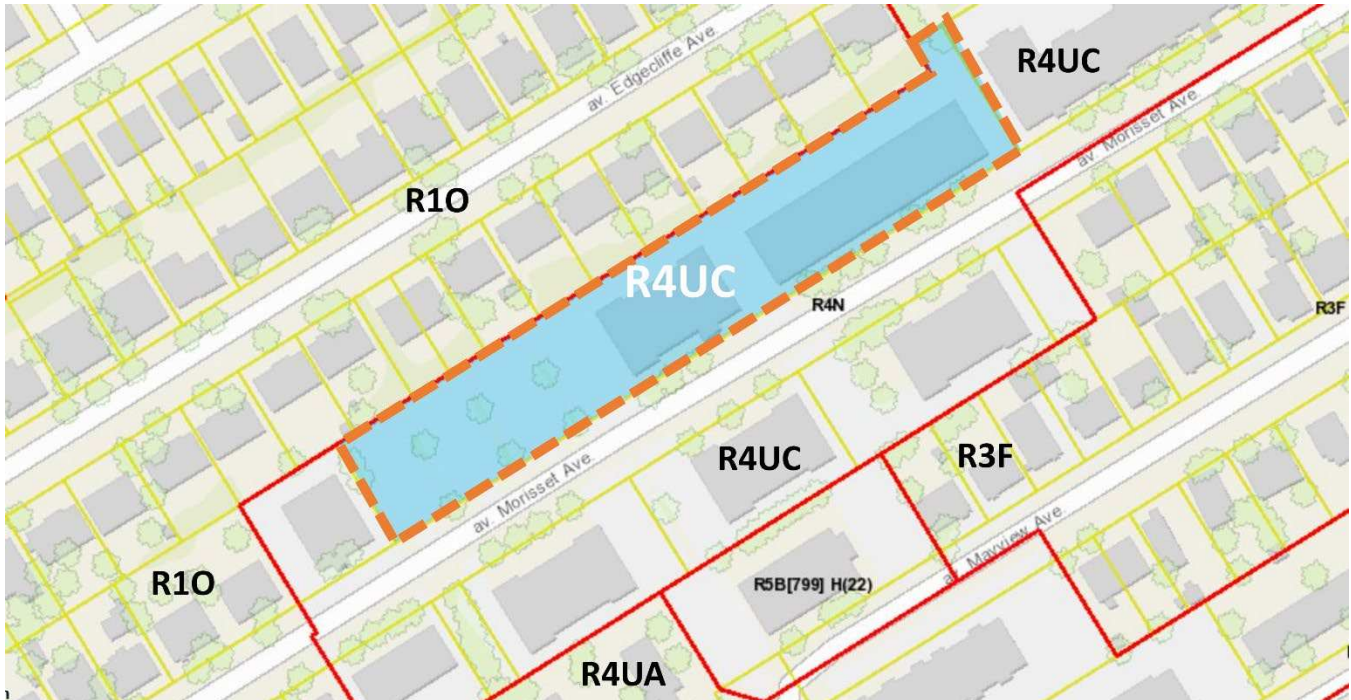 av. Edgecliffe Ave.
R4UC
av. Morisset Ave.
R1O
R4UC
R4N
R3F
R4UC
R3F
av. Morisset Ave.
av. Mayview Ave
R1O
R5B[799] H(22)
R4UA